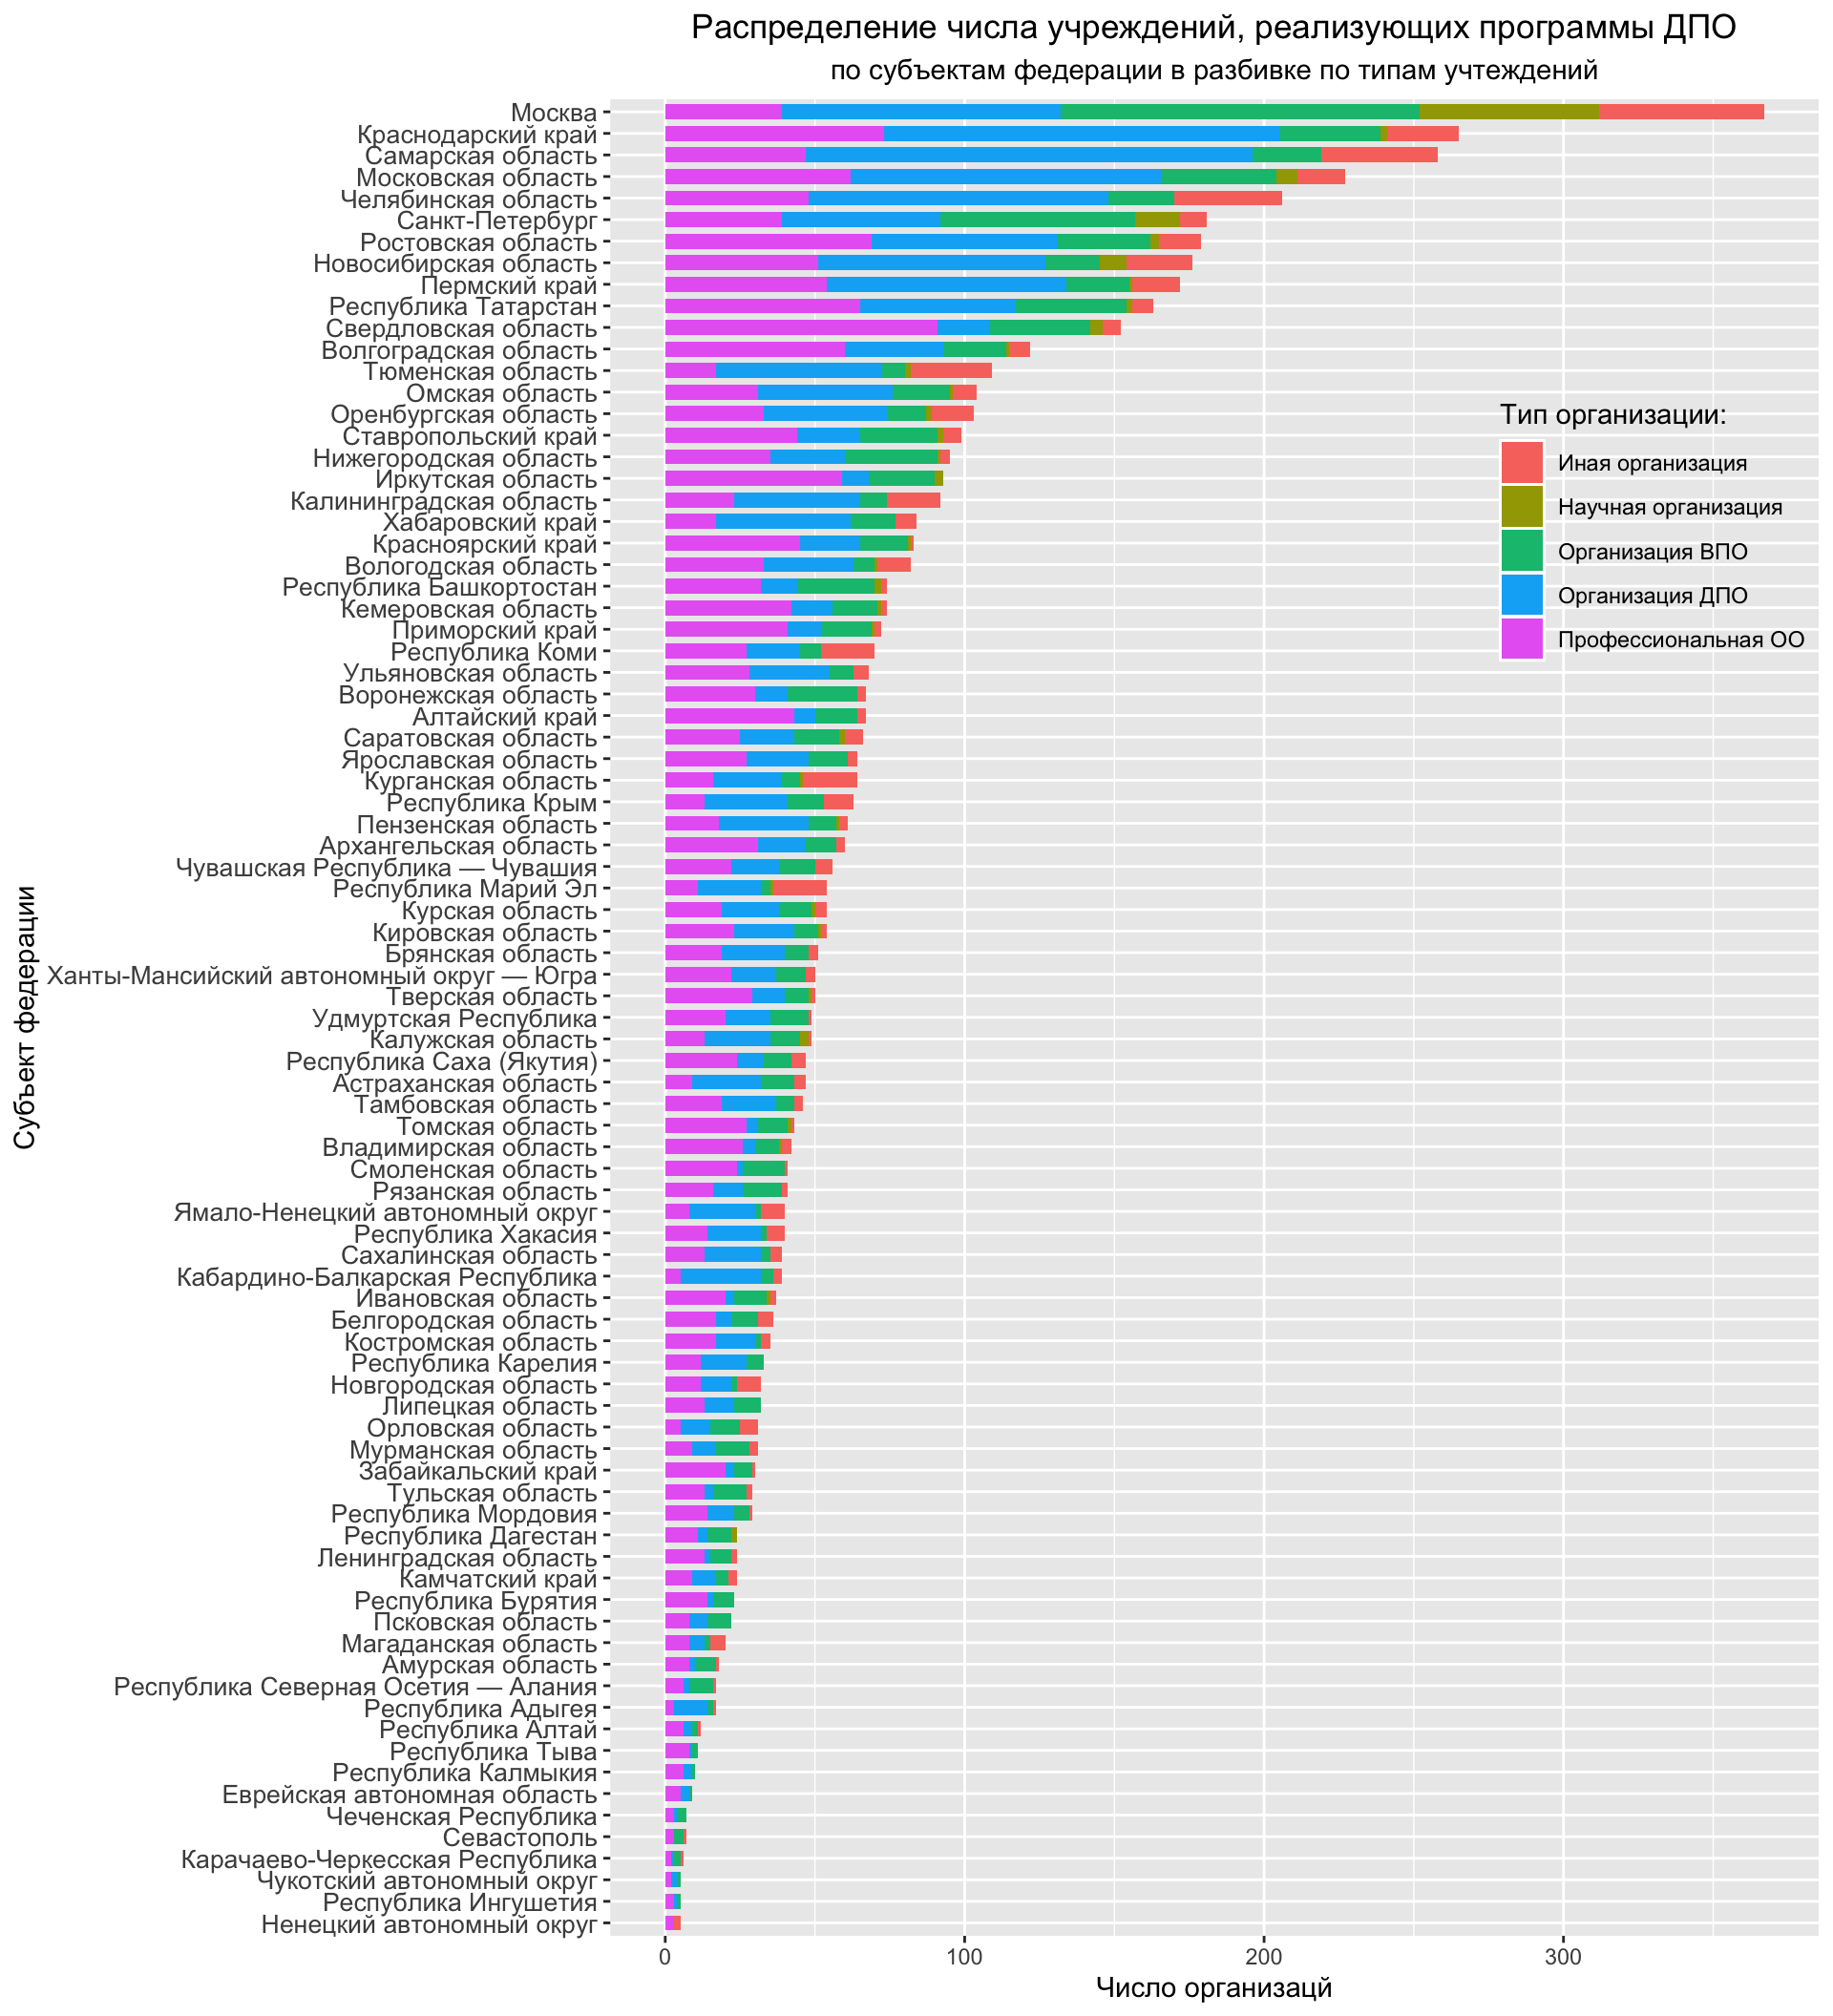 Распределение числа учреждений, реализующих программы ДПО
по субъектам федерации в разбивке по типам учтеждений
Москва
Краснодарский край
Самарская область
Московская область
Челябинская область
Санкт-Петербург
Ростовская область
Новосибирская область
Пермский край
Республика Татарстан
Свердловская область
Волгоградская область
Тюменская область
Омская область
Оренбургская область
Ставропольский край
Нижегородская область
Иркутская область
Калининградская область
Хабаровский край
Красноярский край
Вологодская область
Республика Башкортостан
Кемеровская область
Приморский край
Республика Коми
Ульяновская область
Воронежская область
Алтайский край
Саратовская область
Ярославская область
Курганская область
Республика Крым
Пензенская область
Архангельская область
Чувашская Республика — Чувашия
Республика Марий Эл
Курская область
Кировская область
Брянская область
Ханты-Мансийский автономный округ — Югра
Тверская область
Удмуртская Республика
Калужская область
Республика Саха (Якутия)
Астраханская область
Тамбовская область
Томская область
Владимирская область
Смоленская область
Рязанская область
Ямало-Ненецкий автономный округ
Республика Хакасия
Сахалинская область
Кабардино-Балкарская Республика
Ивановская область
Белгородская область
Костромская область
Республика Карелия
Новгородская область
Липецкая область
Орловская область
Мурманская область
Забайкальский край
Тульская область
Республика Мордовия
Республика Дагестан
Ленинградская область
Камчатский край
Республика Бурятия
Псковская область
Магаданская область
Амурская область
Республика Северная Осетия — Алания
Республика Адыгея
Республика Алтай
Республика Тыва
Республика Калмыкия
Еврейская автономная область
Чеченская Республика
Севастополь
Карачаево-Черкесская Республика
Чукотский автономный округ
Республика Ингушетия
Ненецкий автономный округ
Субъект федерации
0 100 200 300
Число организацй
Тип организации:
Иная организация
Научная организация
Организация ВПО
Организация ДПО
Профессиональная ОО